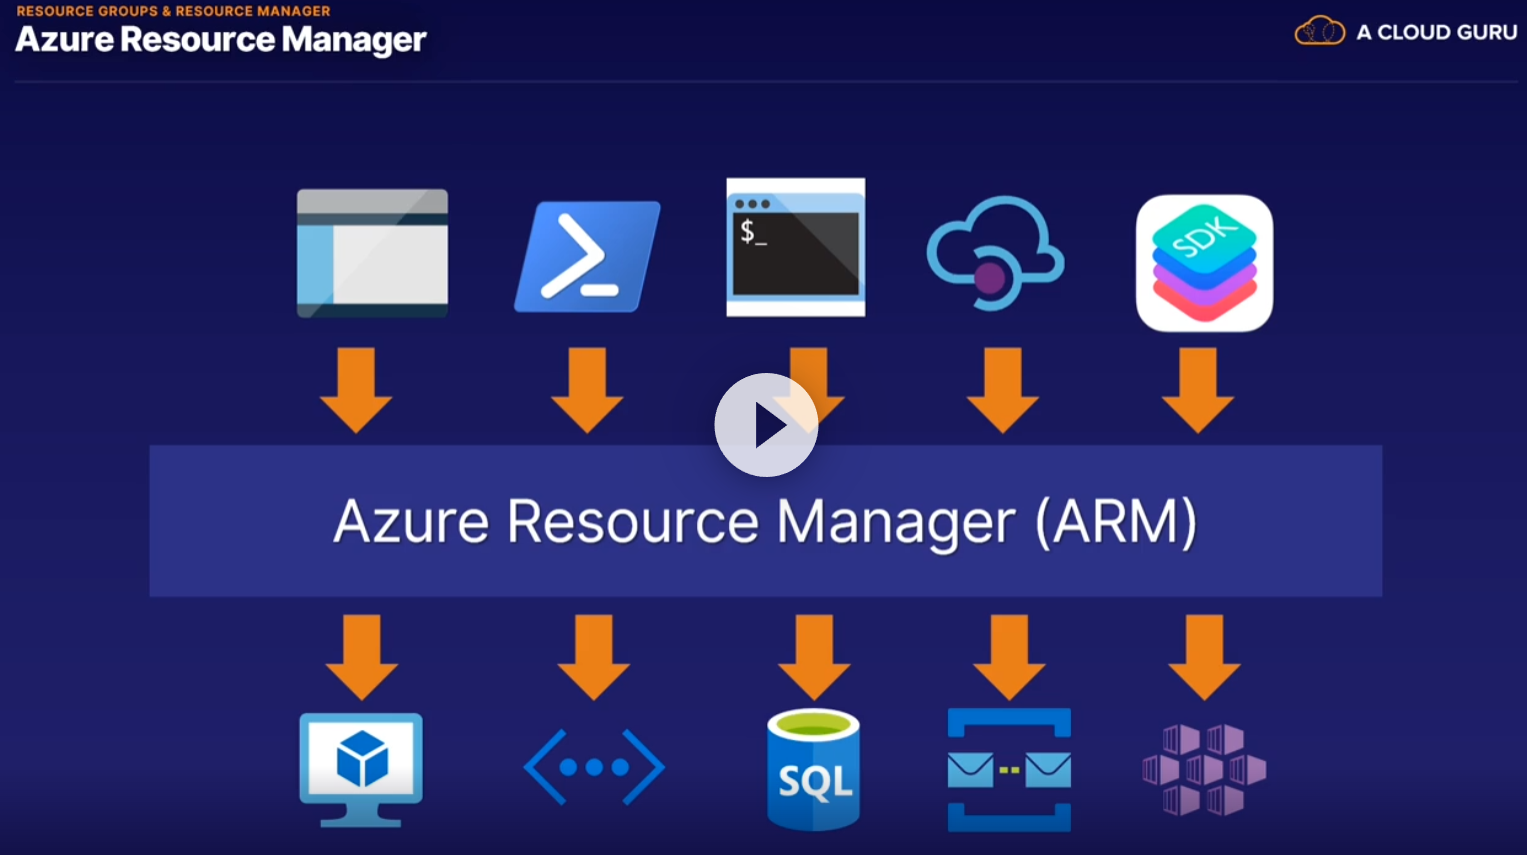 RESOURCE GROUPS & RESOURCE MANAGER
Azure Resource Manager
A CLOUD GURU
$_
SDK
Azure Resource Manager (ARM)
SQL